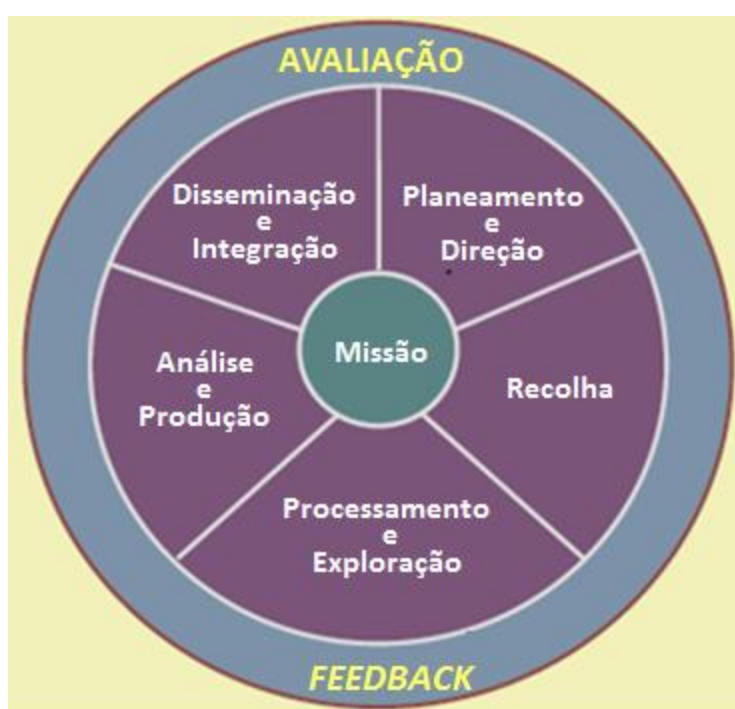 AVALIAÇÃO
Disseminação
e
Integração
Planeamento
e
Direção
Análise
e
Produção
Missão
Recolha
Processamento
e
Exploração
FEEDBACK